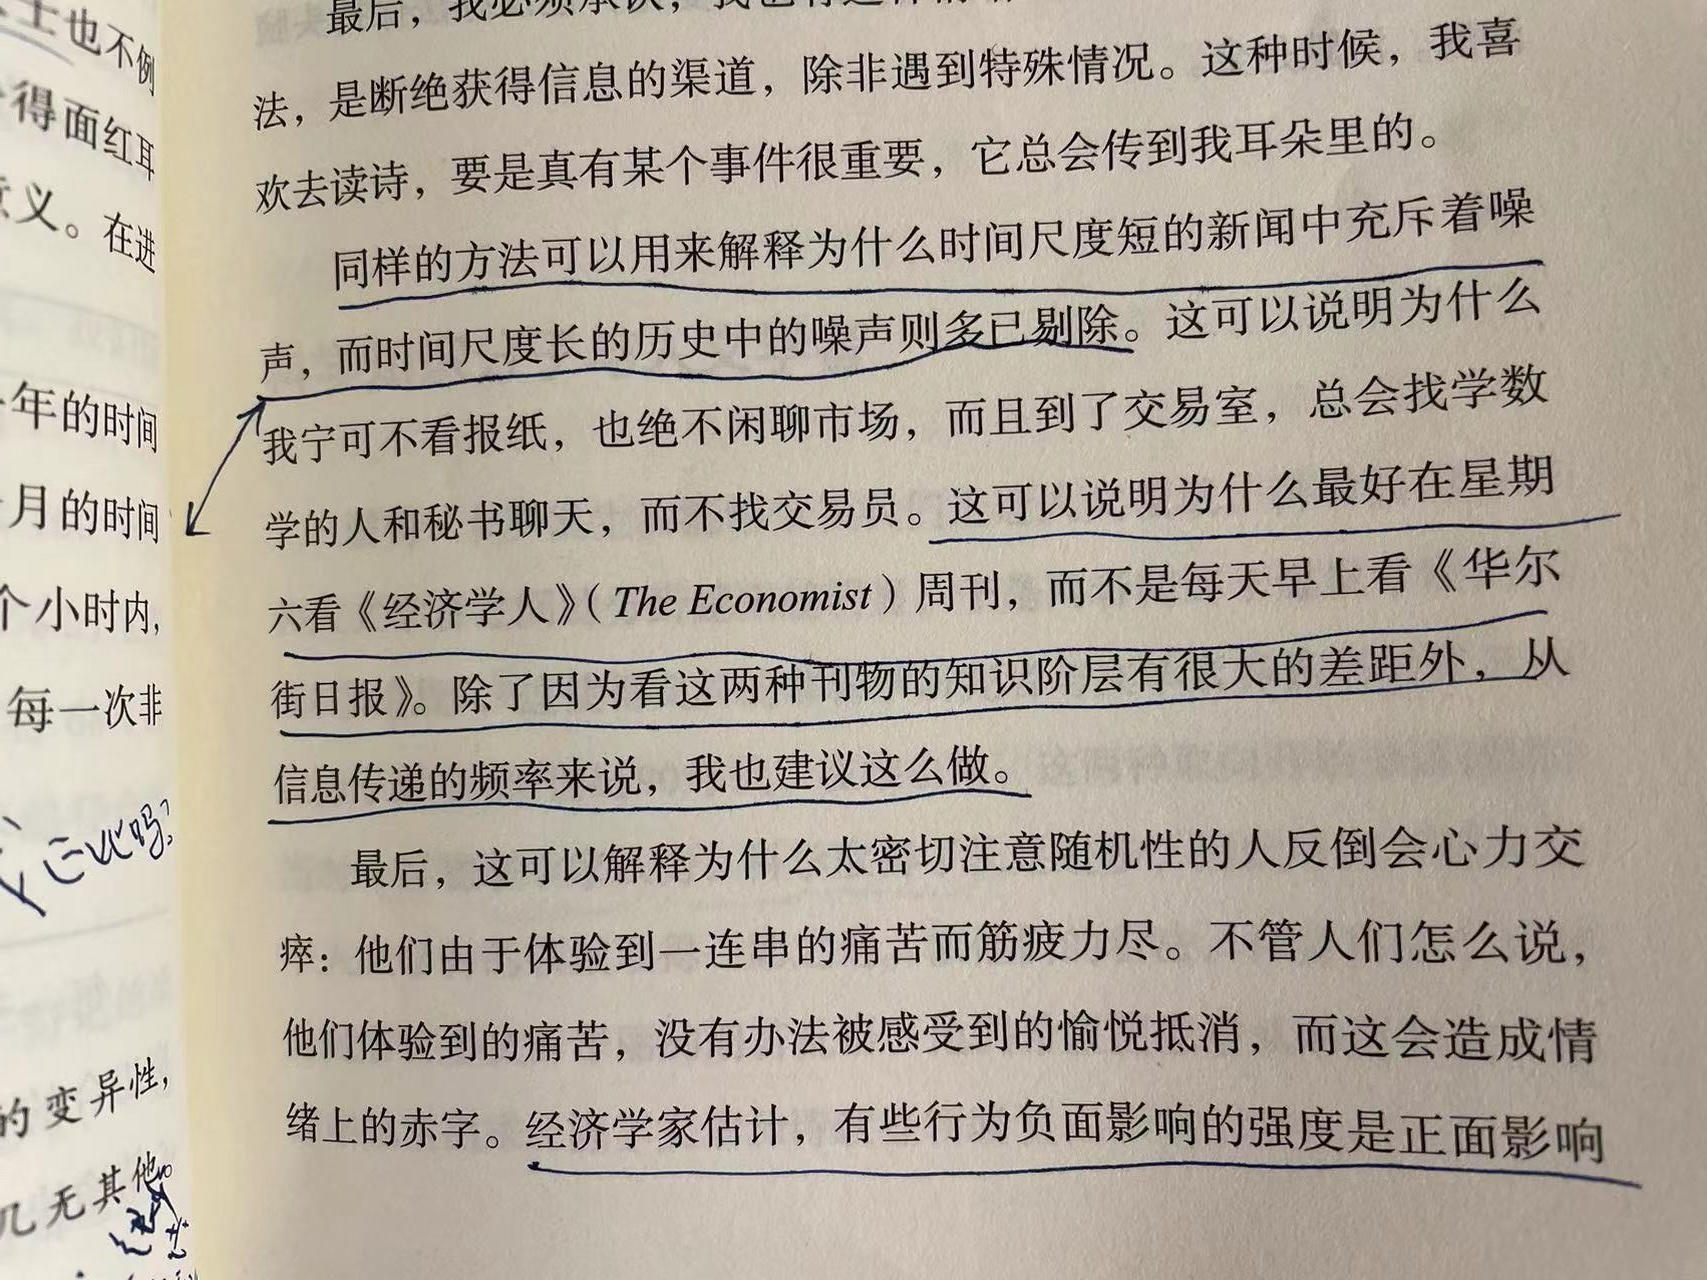 士也不例
得面红耳
义。在进
年的时间
月的时间
个小时内,
每一次非
吗?
的变异性,
几无其他
法，是断绝获得信息的渠道，除非遇到特殊情况。这种时候，我喜
欢去读诗，要是真有某个事件很重要，它总会传到我耳朵里的。
同样的方法可以用来解释为什么时间尺度短的新闻中充斥着噪
声，而时间尺度长的历史中的噪声则多已剔除。这可以说明为什么
我宁可不看报纸，也绝不闲聊市场，而且到了交易室，总会找学数
学的人和秘书聊天，而不找交易员。这可以说明为什么最好在星期
六看《经济学人》（The Economist）周刊，而不是每天早上看《华尔
街日报》。除了因为看这两种刊物的知识阶层有很大的差距外，从
信息传递的频率来说，我也建议这么做。
最后，这可以解释为什么太密切注意随机性的人反倒会心力交
瘁：他们由于体验到一连串的痛苦而筋疲力尽。不管人们怎么说，
他们体验到的痛苦，没有办法被感受到的愉悦抵消，而这会造成情
绪上的赤字。经济学家估计，有些行为负面影响的强度是正面影响